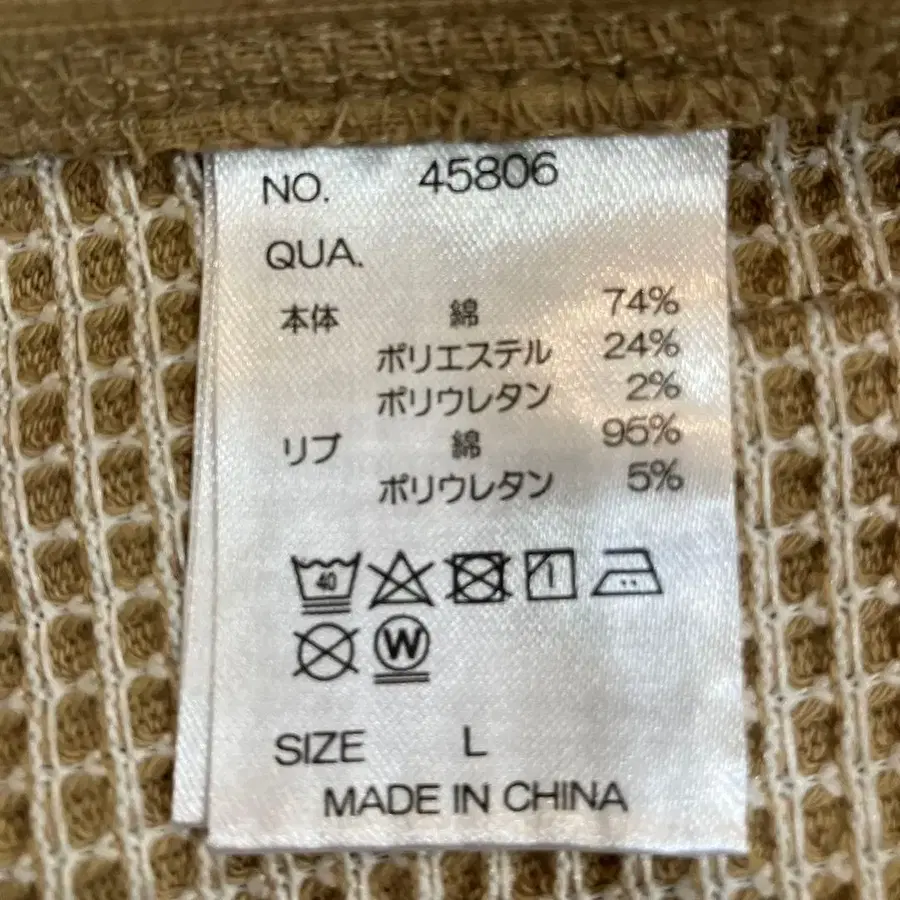 NO. 45806
QUA.
本体 綿 74%
ポリエステル 24%
ポリウレタン 2%
リブ 綿 95%
ポリウレタン 5%
40
W
SIZE L
MADE IN CHINA